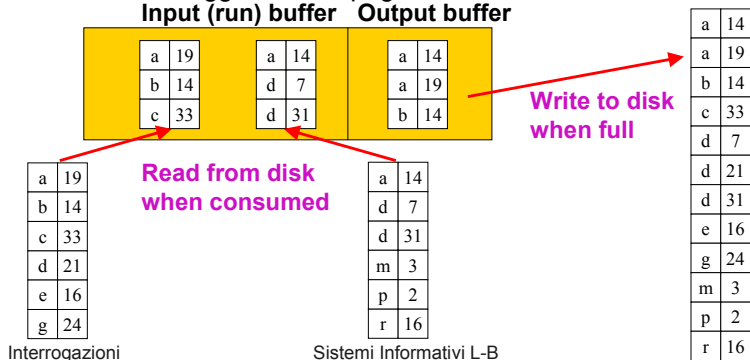 Input (run) buffer Output buffer
a 19
b 14
c 33
a 14
d 7
d 31
a 14
a 19
b 14
Write to disk
when full
Read from disk
when consumed
a 19
b 14
c 33
d 21
e 16
g 24
a 14
d 7
d 31
m 3
p 2
r 16
a 14
a 19
b 14
c 33
d 7
d 21
d 31
e 16
g 24
m 3
p 2
r 16
Interrogazioni
Sistemi Informativi L-B